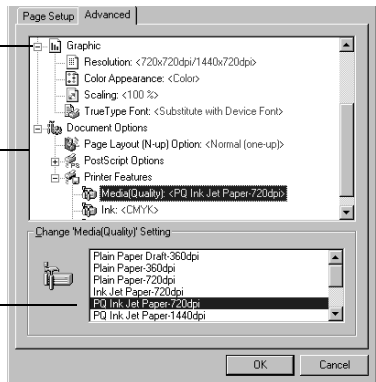 Page Setup Advanced
Graphic
Resolution: <720x720dpi/1440x720dpi>
Color Appearance: <Color>
Scaling: <100 %>
TrueType Font: <Substitute with Device Font>
Document Options
Page Layout (N-up) Option: <Normal (one-up)>
PostScript Options
Printer Features
Media(Quality): <PQ Ink Jet Paper-720dpi>
Ink: <CMYK>
Change 'Media(Quality)' Setting
Plain Paper Draft-360dpi
Plain Paper-360dpi
Plain Paper-720dpi
Ink Jet Paper-720dpi
PQ Ink Jet Paper-720dpi
PQ Ink Jet Paper-1440dpi
OK Cancel